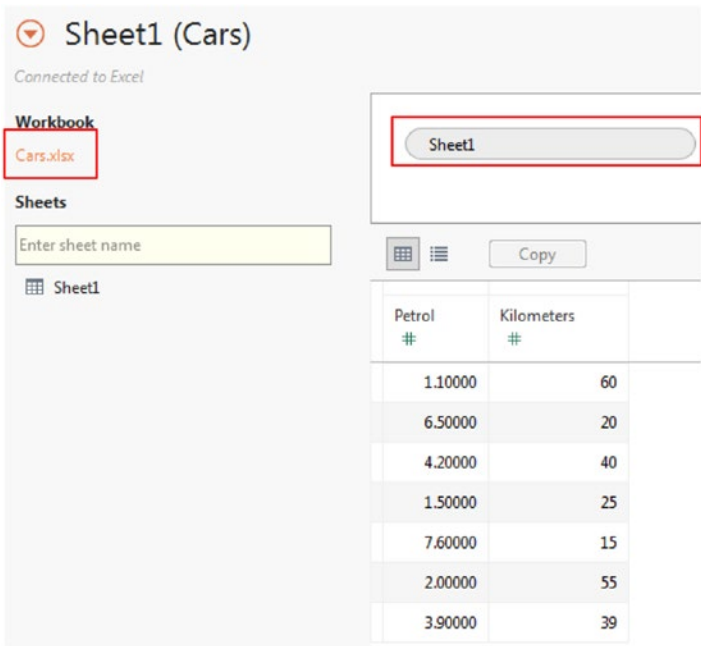 Sheet1 (Cars)
Connected to Excel
Workbook
Cars.xlsx
Sheets
Enter sheet name
Sheet1
Sheet1
Copy
Petrol Kilometers
# #
1.10000 60
6.50000 20
4.20000 40
1.50000 25
7.60000 15
2.00000 55
3.90000 39